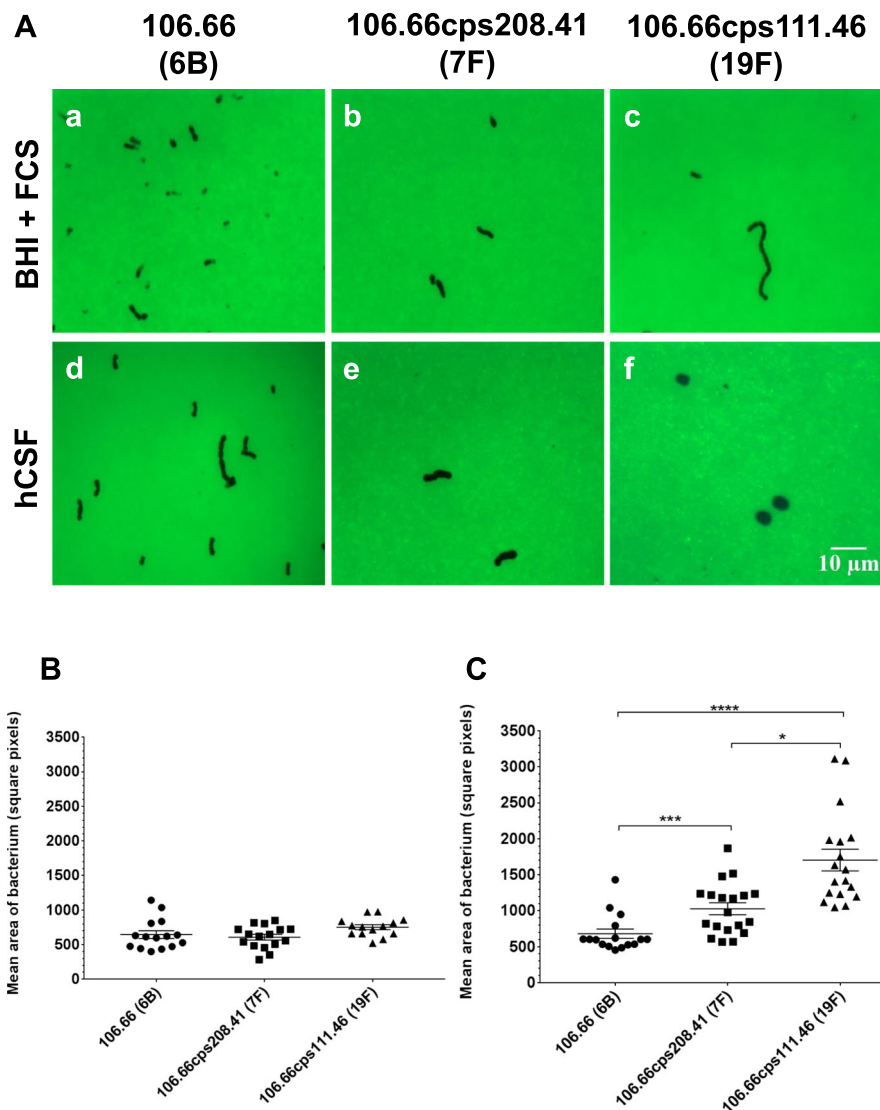 A
106.66
(6B)
106.66cps208.41
(7F)
106.66cps111.46
(19F)
BHI + FCS
a
b
c
hCSF
d
e
f
10 µm
B
Mean area of bacterium (square pixels)
3500
3000
2500
2000
1500
1000
500
0
106.66 (6B)
106.66cps208.41 (7F)
106.66cps111.46 (19F)
C
Mean area of bacterium (square pixels)
3500
3000
2500
2000
1500
1000
500
0
****
*
***
106.66 (6B)
106.66cps208.41 (7F)
106.66cps111.46 (19F)